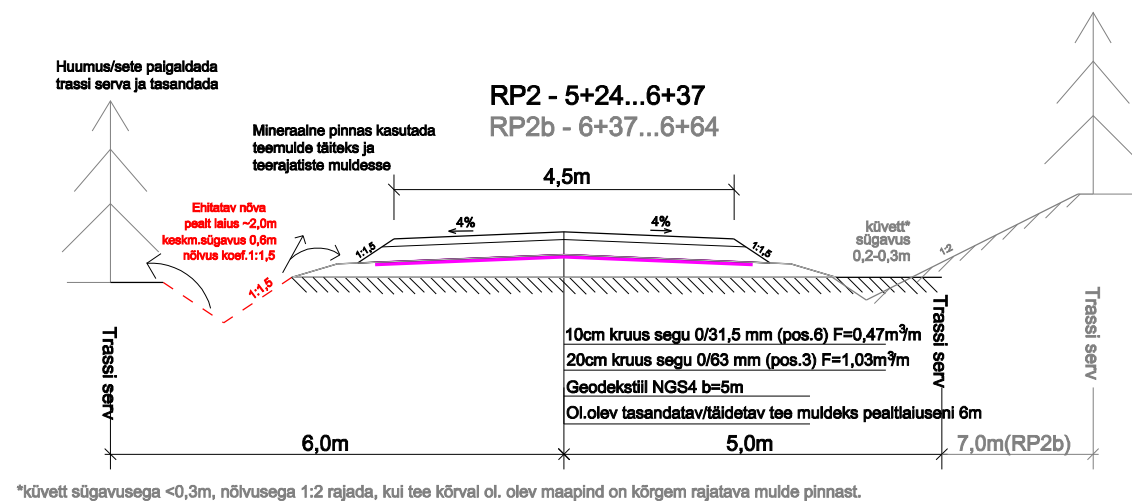 Huumus/sete paigaldada
trassi serva ja tasandada
RP2 - 5+24...6+37
RP2b - 6+37...6+64
Mineraalne pinnas kasutada
teemulde täiteks ja
teerajatiste muldesse
4,5m
Ehitatav nõva
pealt laius ~2,0m
keskm.sügavus 0,6m
nõlvus koef.1:1,5
4%
4%
küvett*
sügavus
0,2-0,3m
1:1,5
1:1,5
1:2
1:1,5
Trassi serv
Trassi serv
Trassi serv
10cm kruus segu 0/31,5 mm (pos.6) F=0,47m³/m
20cm kruus segu 0/63 mm (pos.3) F=1,03m³/m
Geodekstiil NGS4 b=5m
Ol.olev tasandatav/täidetav tee muldeks pealtlaiuseni 6m
6,0m
5,0m
7,0m(RP2b)
*küvett sügavusega <0,3m, nõlvusega 1:2 rajada, kui tee kõrval ol. olev maapind on kõrgem rajatava mulde pinnast.